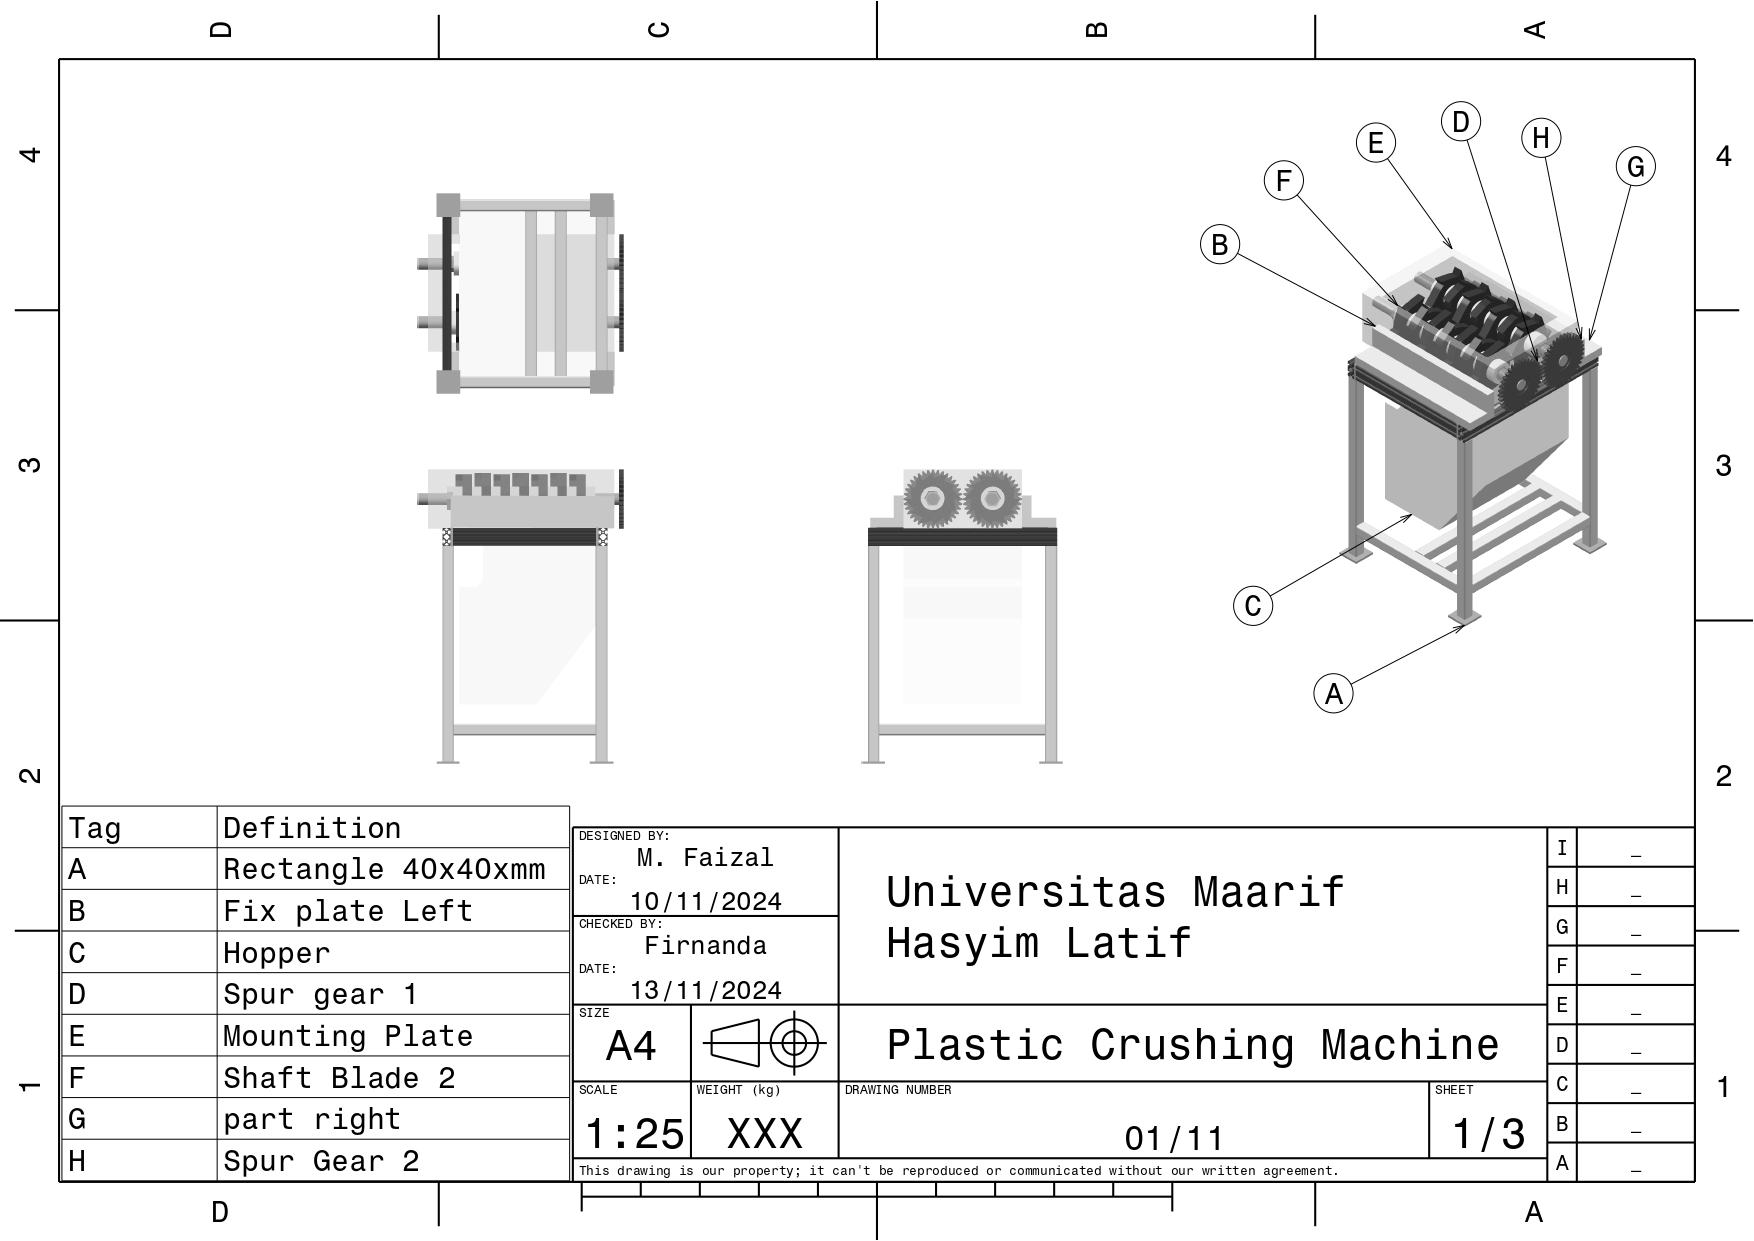 D C B A
4 4
3 3
2 2
1 1
D A
E
D
H
G
F
B
C
A
Tag Definition
A Rectangle 40x40xmm
B Fix plate Left
C Hopper
D Spur gear 1
E Mounting Plate
F Shaft Blade 2
G part right
H Spur Gear 2
DESIGNED BY:
M. Faizal
DATE:
10/11/2024
CHECKED BY:
Firnanda
DATE:
13/11/2024
SIZE
A4
SCALE
1:25
WEIGHT (kg)
XXX
Universitas Maarif
Hasyim Latif
Plastic Crushing Machine
DRAWING NUMBER
01/11
SHEET
1/3
This drawing is our property; it can't be reproduced or communicated without our written agreement.
I _
H _
G _
F _
E _
D _
C _
B _
A _